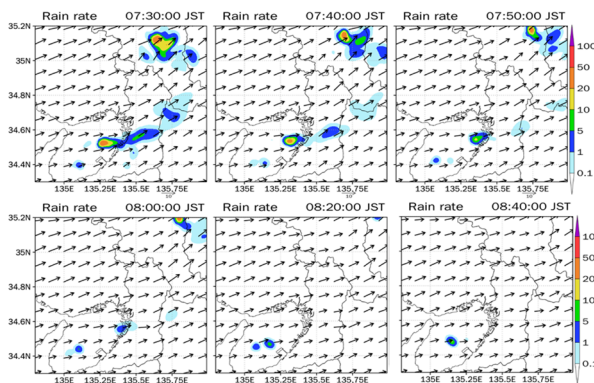 Rain rate 07:30:00 JST
Rain rate 07:40:00 JST
Rain rate 07:50:00 JST
35.2N
35N
34.8N
34.6N
34.4N
100
50
20
10
5
1
0.1
135E 135.25E 135.5E 135.75E
135E 135.25E 135.5E 135.75E
135E 135.25E 135.5E 135.75E
10
10
10
Rain rate 08:00:00 JST
Rain rate 08:20:00 JST
Rain rate 08:40:00 JST
35.2N
35N
34.8N
34.6N
34.4N
50
20
10
5
1
135E 135.25E 135.5E 135.75E
135E 135.25E 135.5E 135.75E
135E 135.25E 135.5E 135.75E